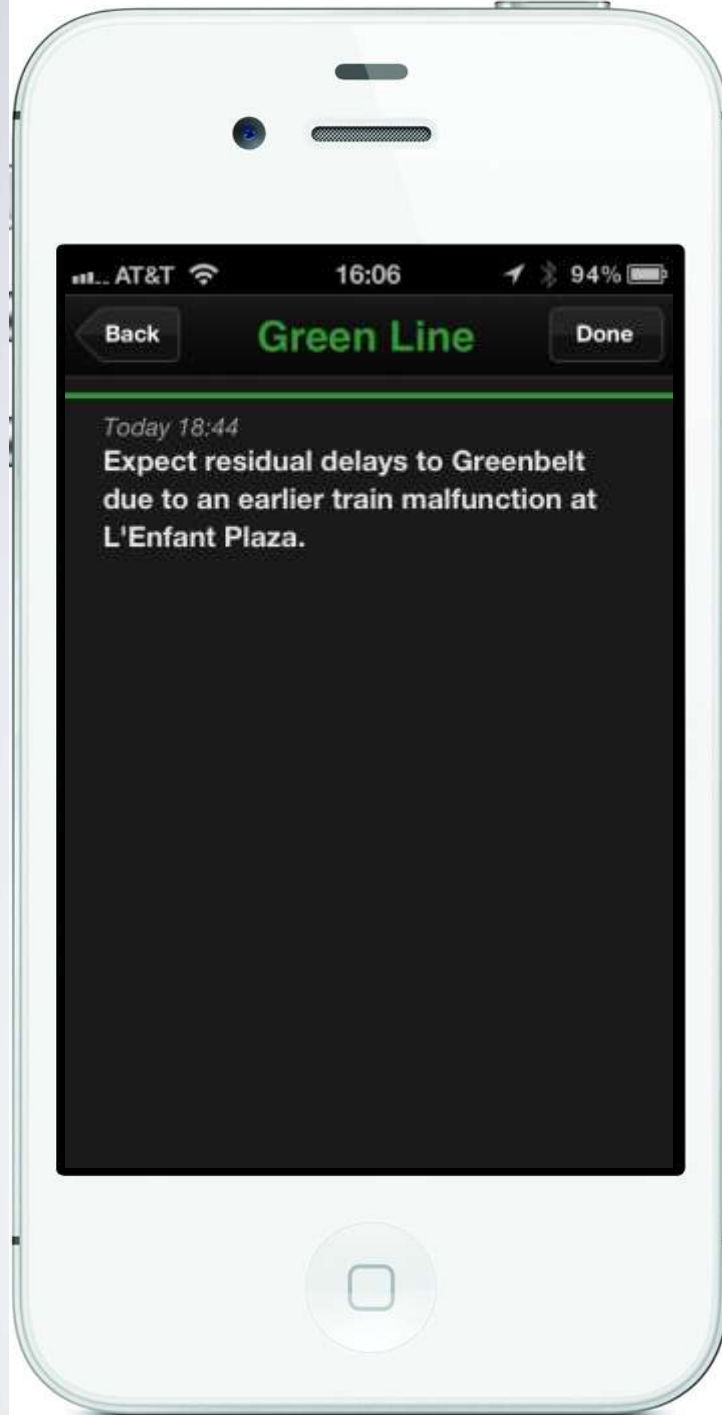 AT&T 16:06 94%
Back Green Line Done
Today 18:44
Expect residual delays to Greenbelt
due to an earlier train malfunction at
L'Enfant Plaza.